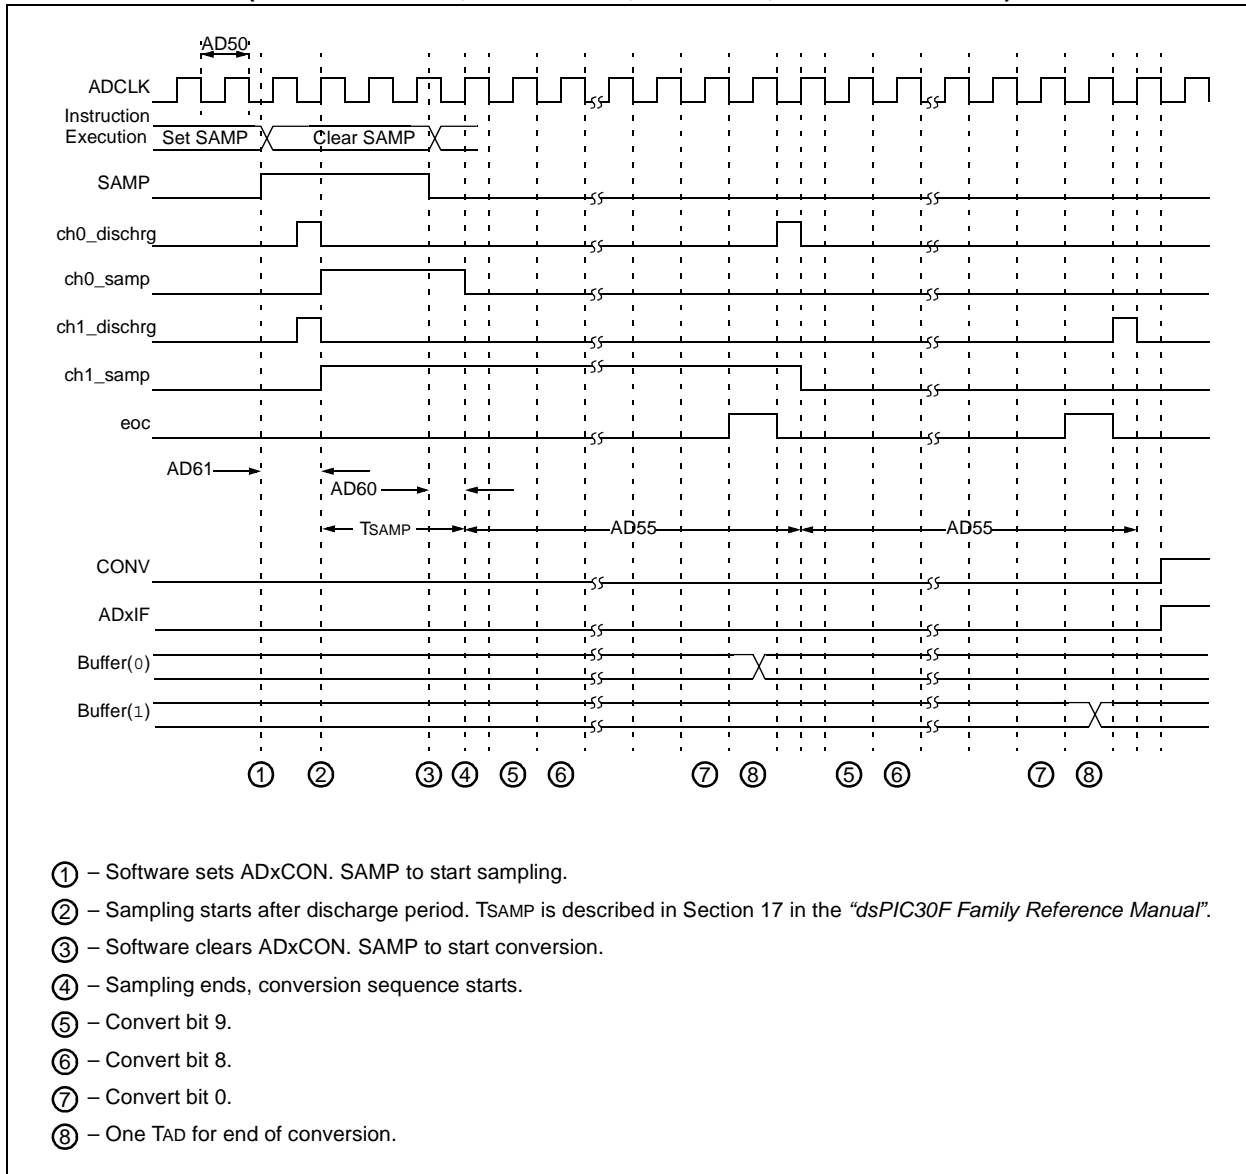 AD50
ADCLK
Instruction
Execution Set SAMP Clear SAMP
SAMP
ch0_dischrg
ch0_samp
ch1_dischrg
ch1_samp
eoc
AD61
AD60
TSAMP AD55 AD55
CONV
ADxIF
Buffer(0)
Buffer(1)
1 2 3 4 5 6 7 8 5 6 7 8
1 – Software sets ADxCON. SAMP to start sampling.
2 – Sampling starts after discharge period. TSAMP is described in Section 17 in the “dsPIC30F Family Reference Manual”.
3 – Software clears ADxCON. SAMP to start conversion.
4 – Sampling ends, conversion sequence starts.
5 – Convert bit 9.
6 – Convert bit 8.
7 – Convert bit 0.
8 – One TAD for end of conversion.